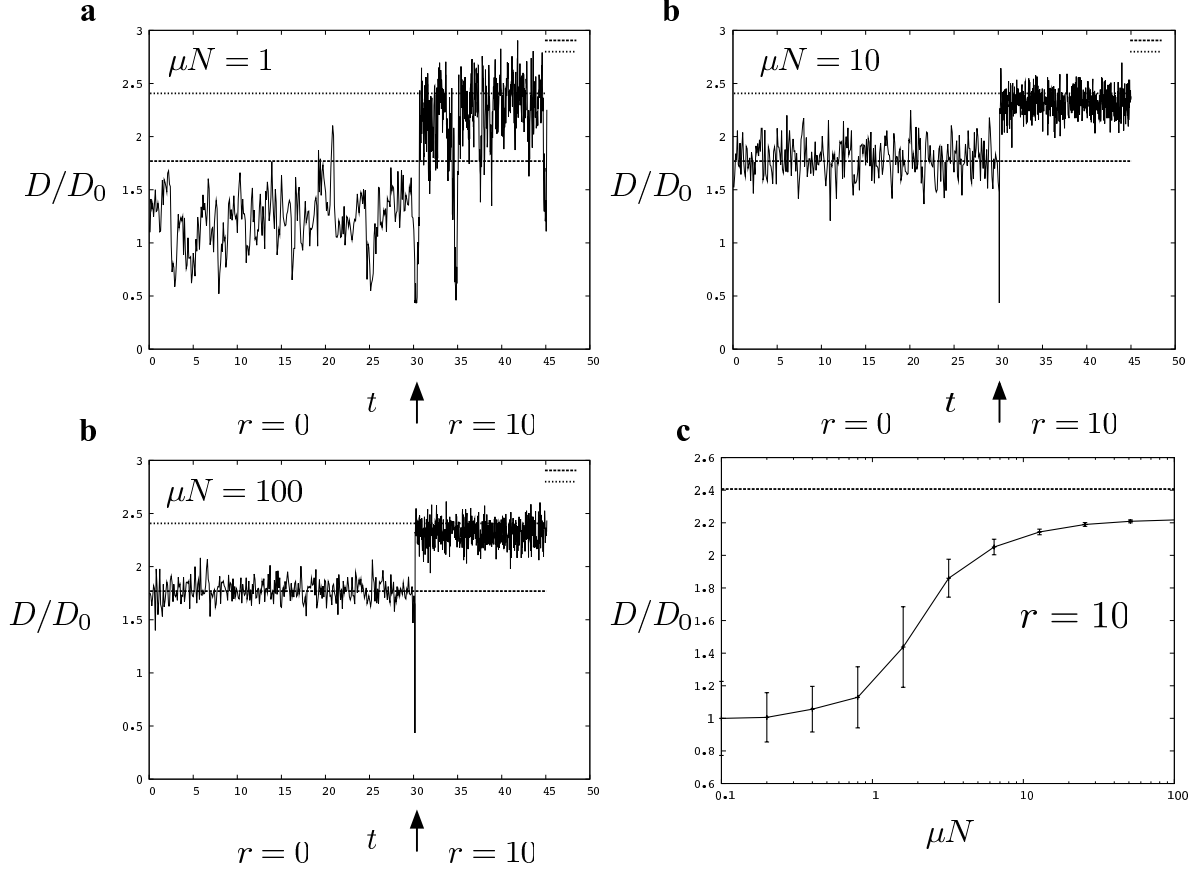 a
μN = 1
3
2.5
2
1.5
1
0.5
0
D/D0
0 5 10 15 20 25 30 35 40 45 50
t
r = 0 r = 10
b
μN = 10
3
2.5
2
1.5
1
0.5
0
D/D0
0 5 10 15 20 25 30 35 40 45 50
t
r = 0 r = 10
b
μN = 100
3
2.5
2
1.5
1
0.5
0
D/D0
0 5 10 15 20 25 30 35 40 45 50
t
r = 0 r = 10
c
2.6
2.4
2.2
2
1.8
1.6
1.4
1.2
1
0.8
0.6
D/D0
r = 10
0.1 1 10 100
μN